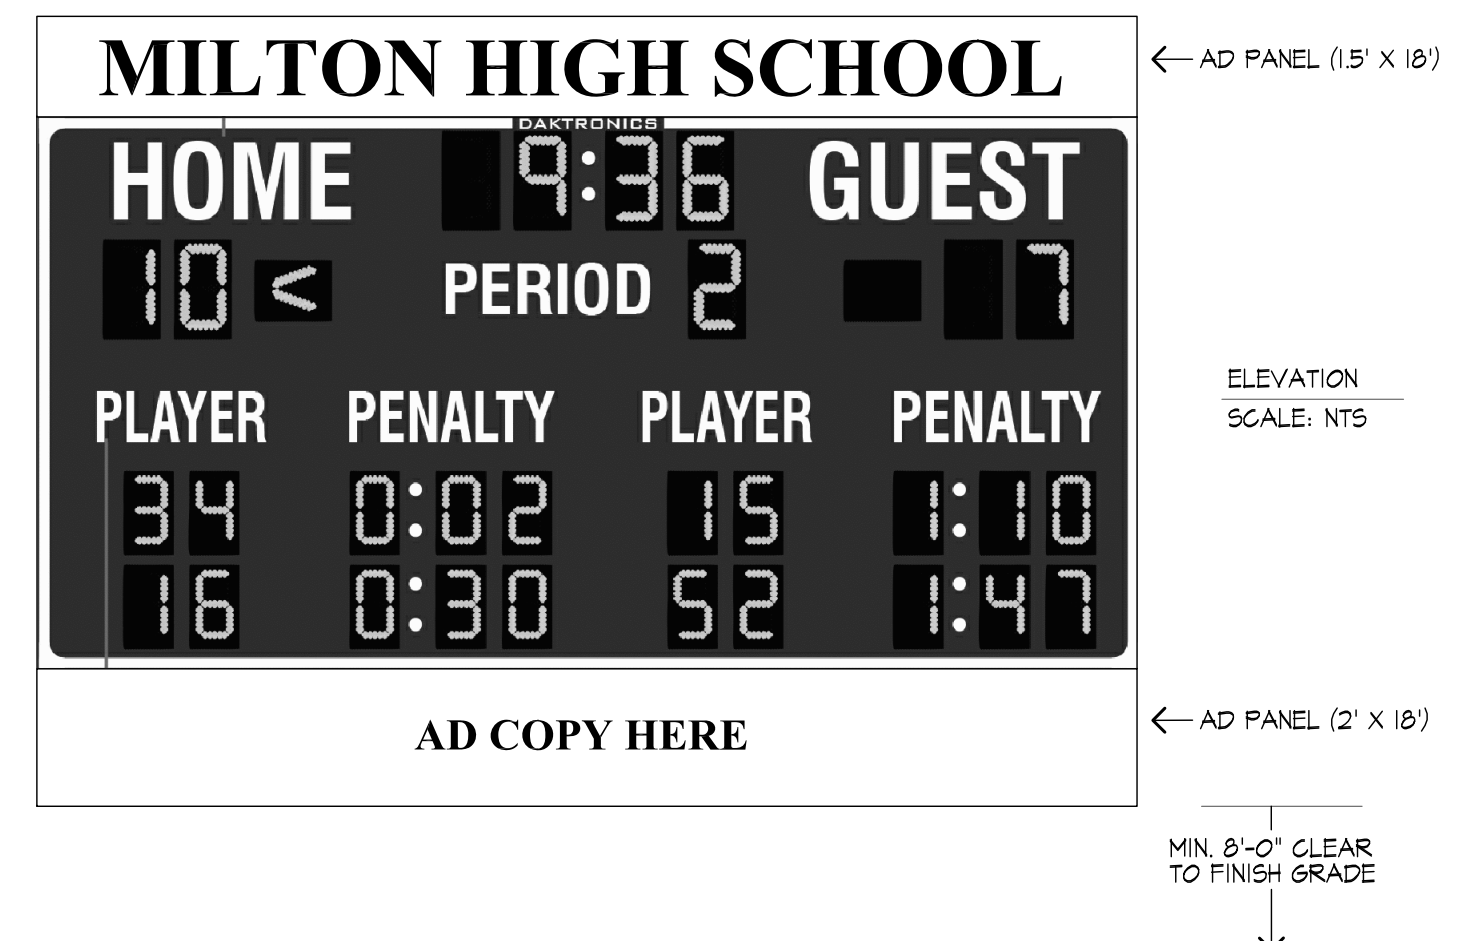 MILTON HIGH SCHOOL
AD PANEL (1.5' X 18')
DAKTRONICS
HOME 9:36 GUEST
10 < PERIOD 2 7
ELEVATION
SCALE: NTS
PLAYER PENALTY PLAYER PENALTY
34 0:02 15 1:10
16 0:30 52 1:47
AD COPY HERE
AD PANEL (2' X 18')
MIN. 8'-0" CLEAR
TO FINISH GRADE